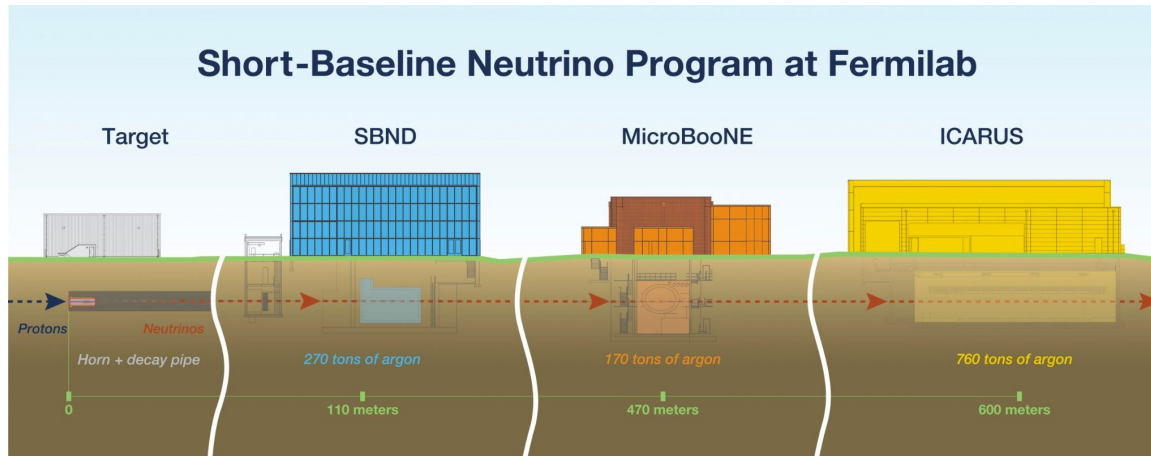 Short-Baseline Neutrino Program at Fermilab
Target
SBND
MicroBooNE
ICARUS
Protons
Neutrinos
Horn + decay pipe
270 tons of argon
170 tons of argon
760 tons of argon
0
110 meters
470 meters
600 meters